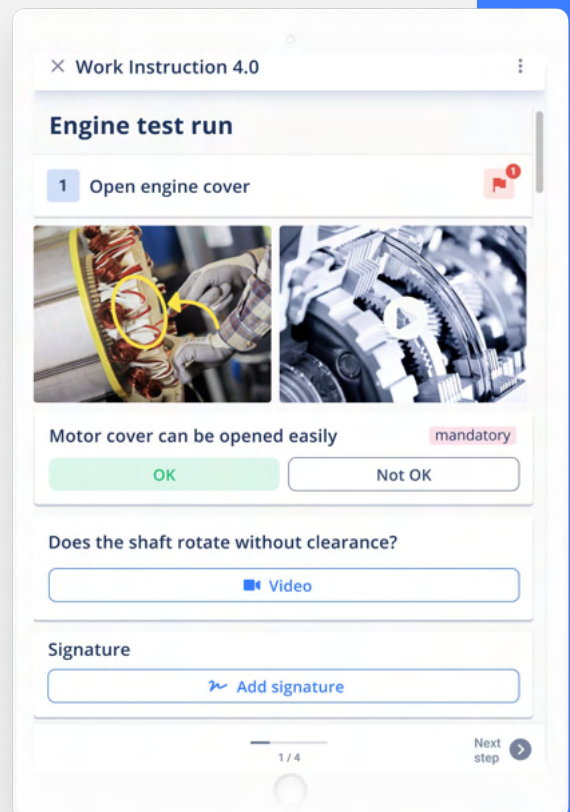 Work Instruction 4.0
Engine test run
1 Open engine cover 1
Motor cover can be opened easily mandatory
OK Not OK
Does the shaft rotate without clearance?
Video
Signature
Add signature
1 / 4
Next
step